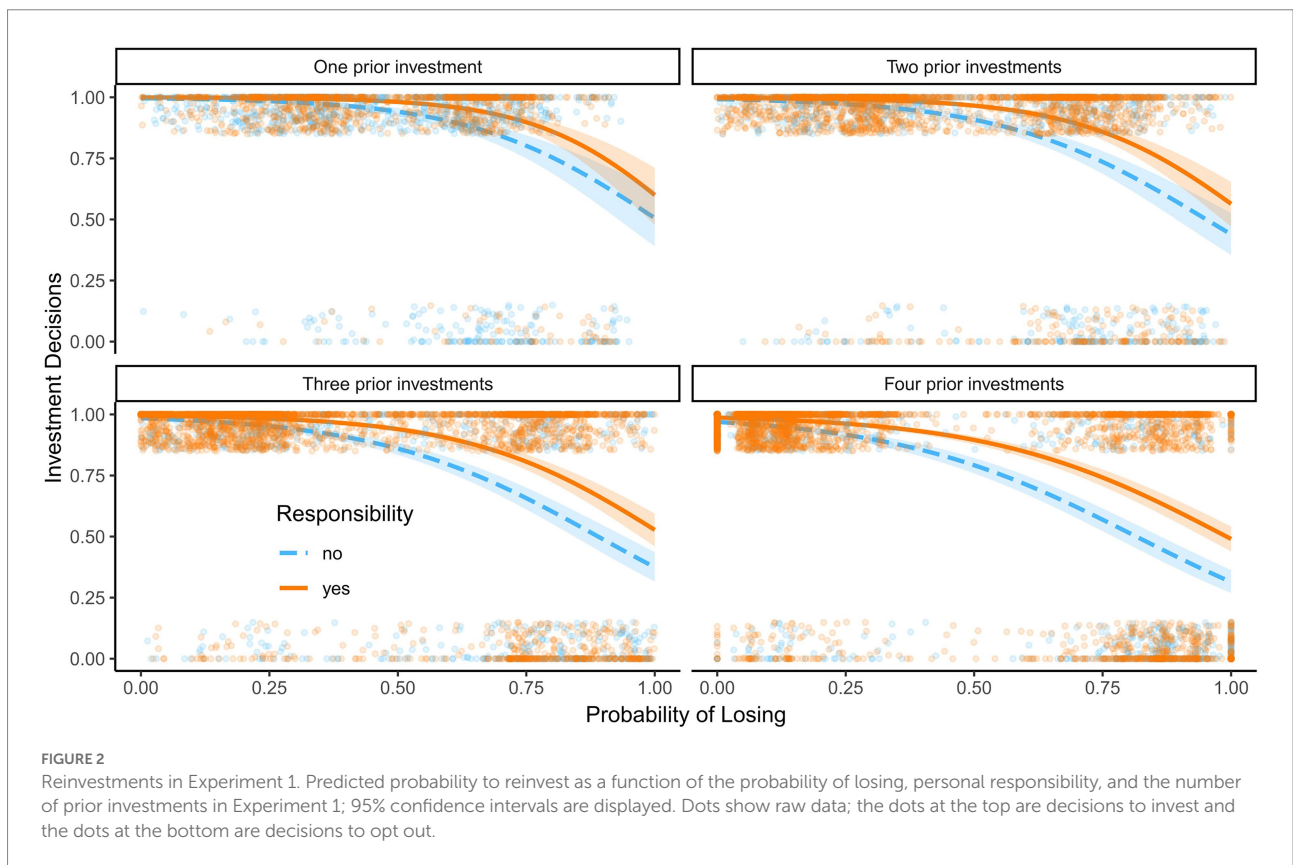 One prior investment
Two prior investments
1.00
0.75
0.50
0.25
0.00
Three prior investments
Four prior investments
1.00
0.75
0.50
0.25
0.00
Investment Decisions
Responsibility
no
yes
0.00 0.25 0.50 0.75 1.00
0.00 0.25 0.50 0.75 1.00
Probability of Losing
FIGURE 2
Reinvestments in Experiment 1. Predicted probability to reinvest as a function of the probability of losing, personal responsibility, and the number
of prior investments in Experiment 1; 95% confidence intervals are displayed. Dots show raw data; the dots at the top are decisions to invest and
the dots at the bottom are decisions to opt out.